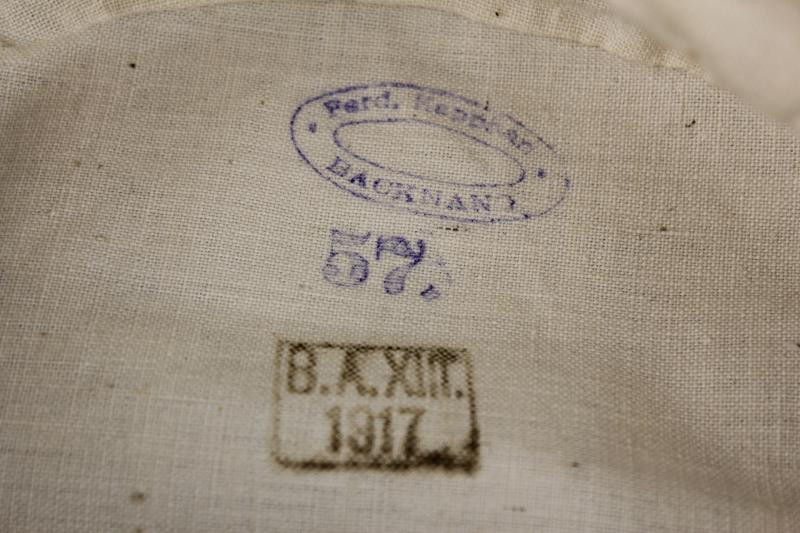 Ferd.
BACKNANG.
57.
B.A.XIII.
1917